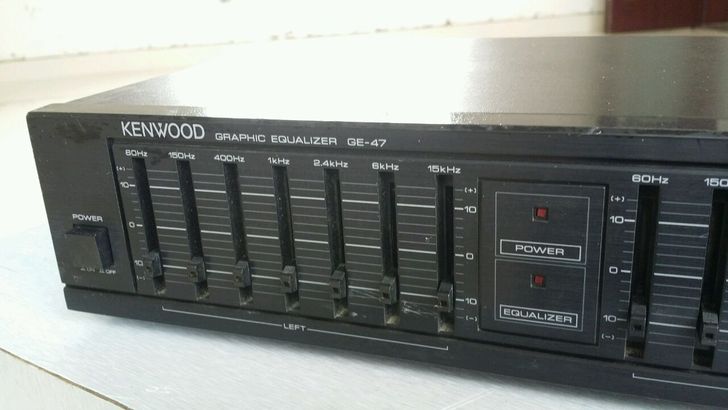 KENWOOD GRAPHIC EQUALIZER GE-47
60Hz 150Hz 400Hz 1kHz 2.4kHz 6kHz 15kHz
(+) (+)
10 10
0 0
10 10
(-)
LEFT
POWER
ON OFF
POWER
EQUALIZER
60Hz 150
(+)
10
0
10
(-)